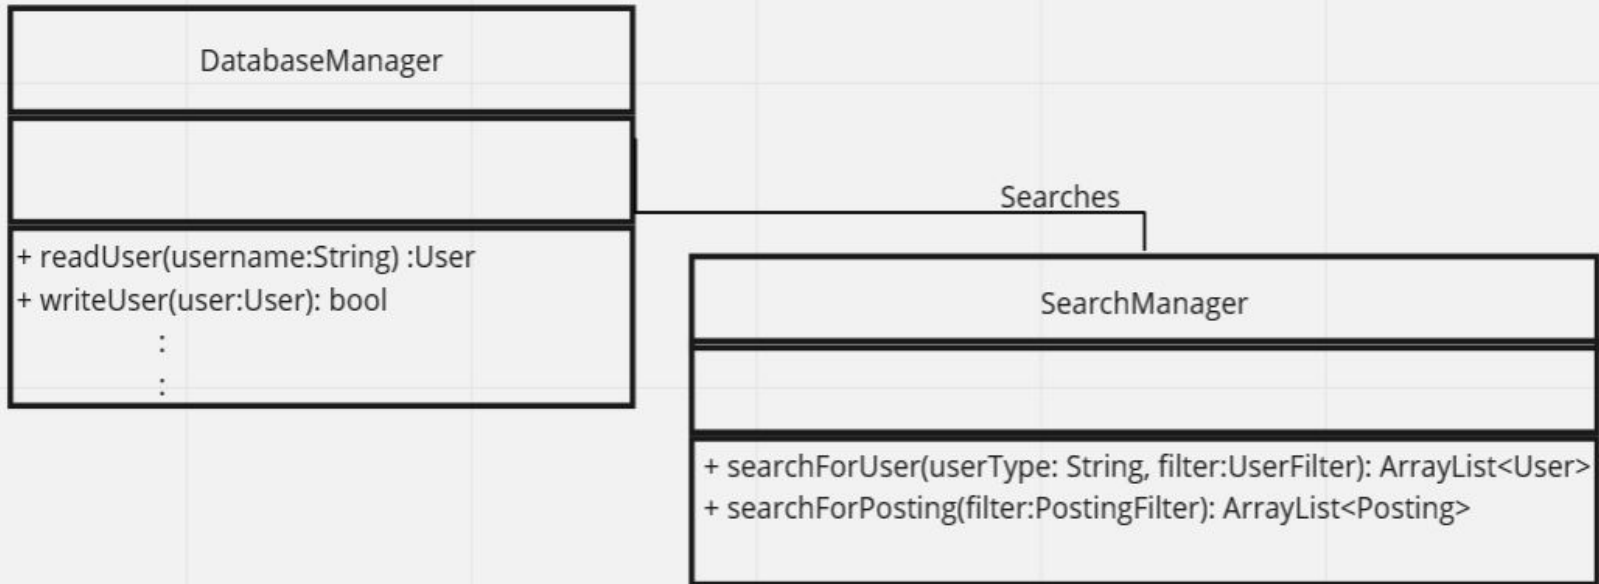 DatabaseManager
+ readUser(username:String) :User
+ writeUser(user:User): bool
:
:
Searches
SearchManager
+ searchForUser(userType: String, filter:UserFilter): ArrayList<User>
+ searchForPosting(filter:PostingFilter): ArrayList<Posting>